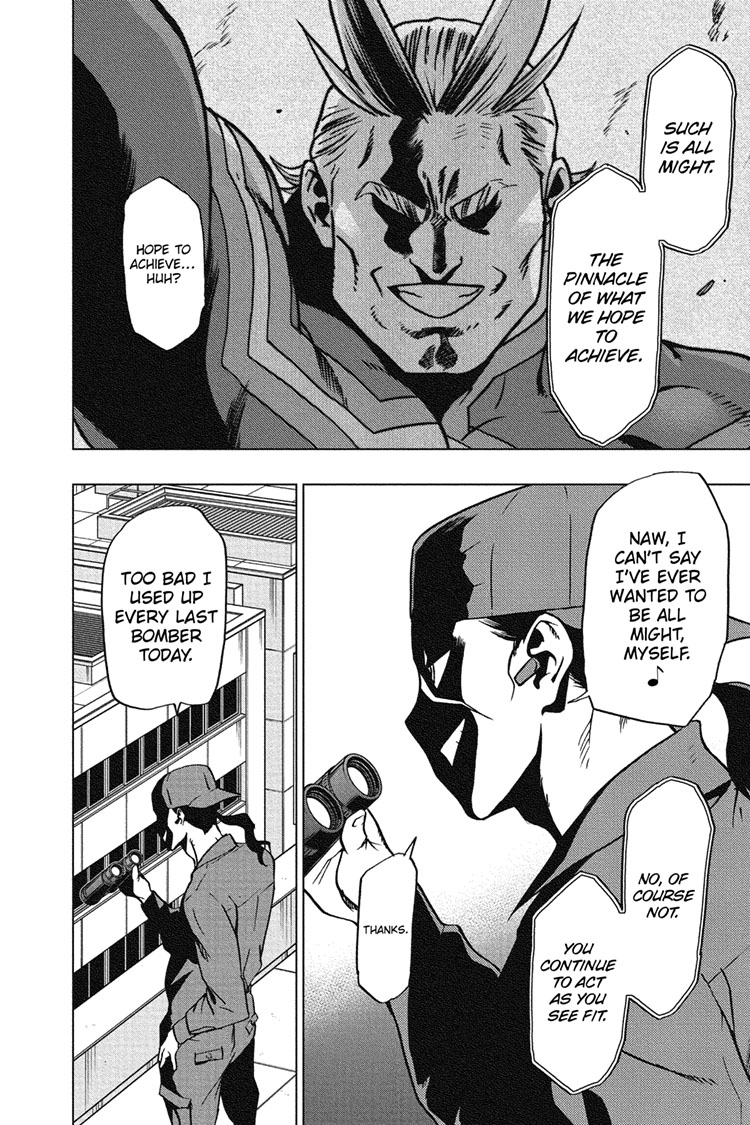 SUCH
IS ALL
MIGHT.
THE
PINNACLE
OF WHAT
WE HOPE
TO
ACHIEVE.
HOPE TO
ACHIEVE...
HUH?
NAW, I
CAN'T SAY
I'VE EVER
WANTED TO
BE ALL
MIGHT,
MYSELF.
♪
NO, OF
COURSE
NOT.
YOU
CONTINUE
TO ACT
AS YOU
SEE FIT.
THANKS.
TOO BAD I
USED UP
EVERY LAST
BOMBER
TODAY.